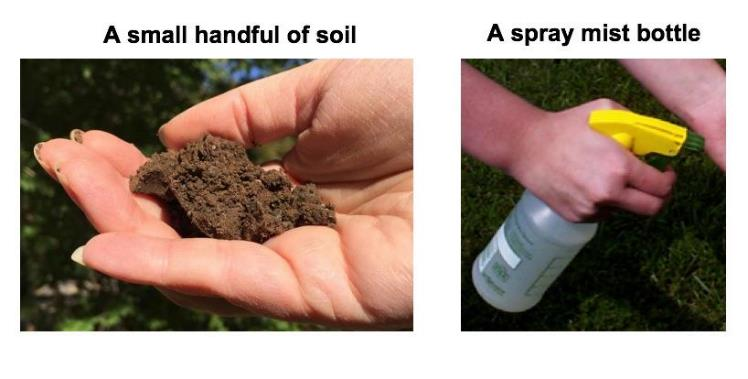 A small handful of soil
A spray mist bottle